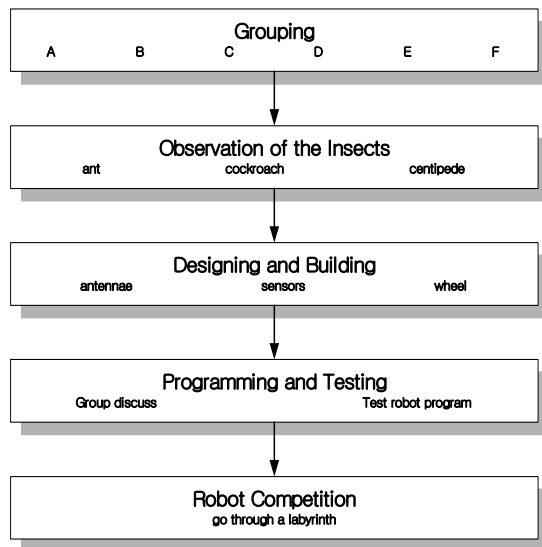 Grouping
A B C D E F
Observation of the Insects
ant cockroach centipede
Designing and Building
antennae sensors wheel
Programming and Testing
Group discuss Test robot program
Robot Competition
go through a labyrinth